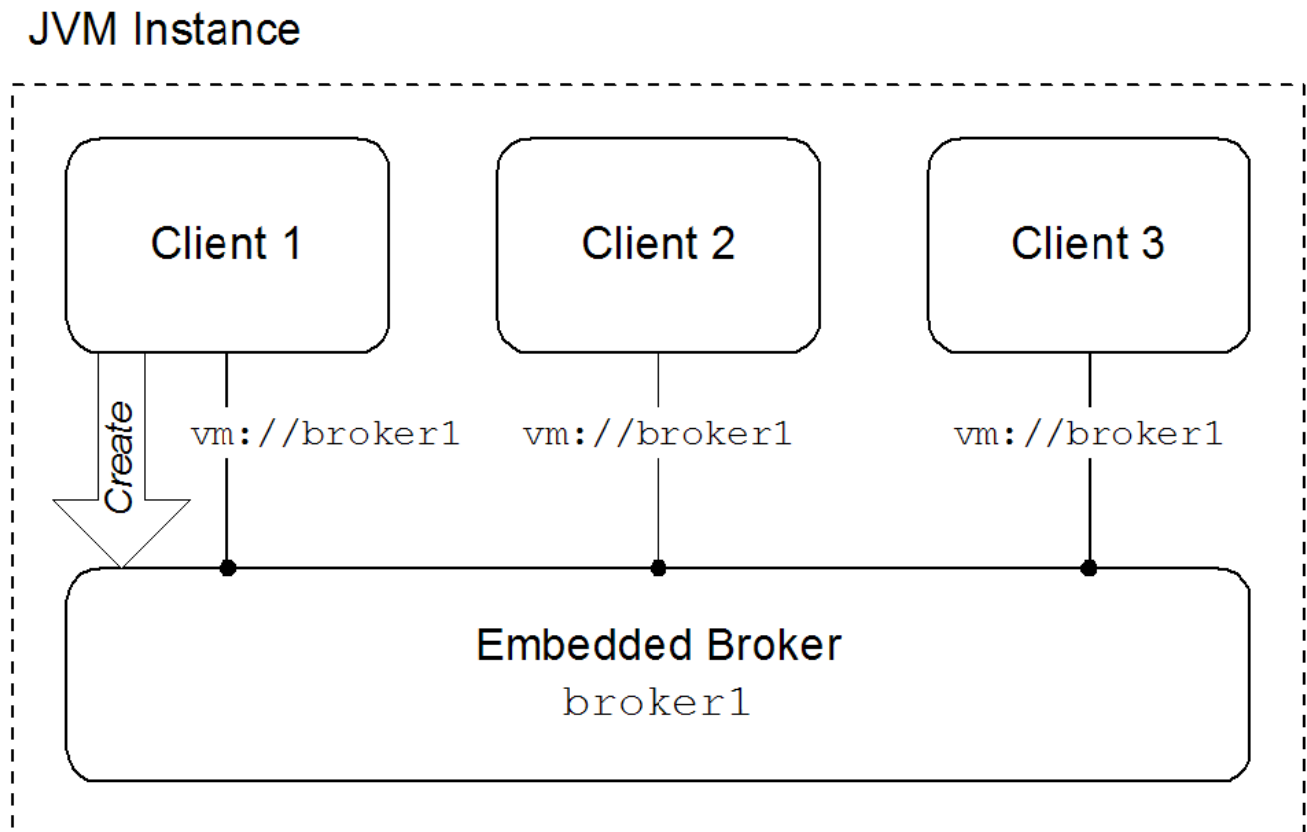 JVM Instance
Client 1
Client 2
Client 3
Create
vm://broker1
vm://broker1
vm://broker1
Embedded Broker
broker1